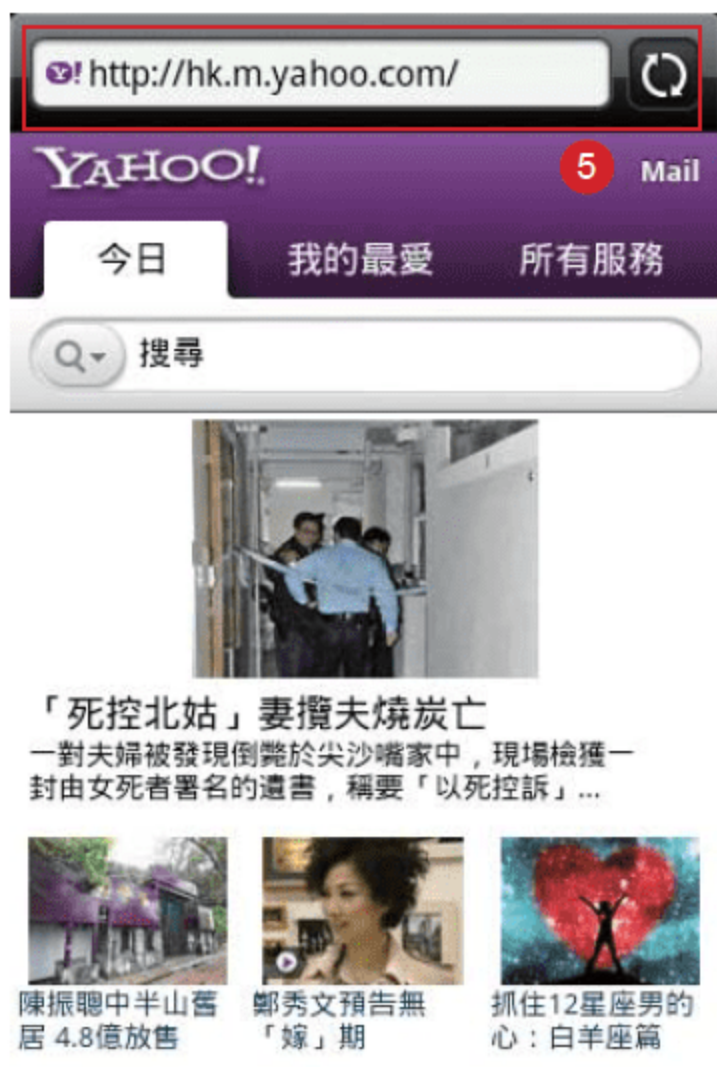 http://hk.m.yahoo.com/
YAHOO!
5
Mail
今日
我的最愛
所有服務
搜尋
「死控北姑」妻攬夫燒炭亡
一對夫婦被發現倒斃於尖沙嘴家中，現場檢獲一
封由女死者署名的遺書，稱要「以死控訴」...
陳振聰中半山舊
居 4.8億放售
鄭秀文預告無
「嫁」期
抓住12星座男的
心：白羊座篇